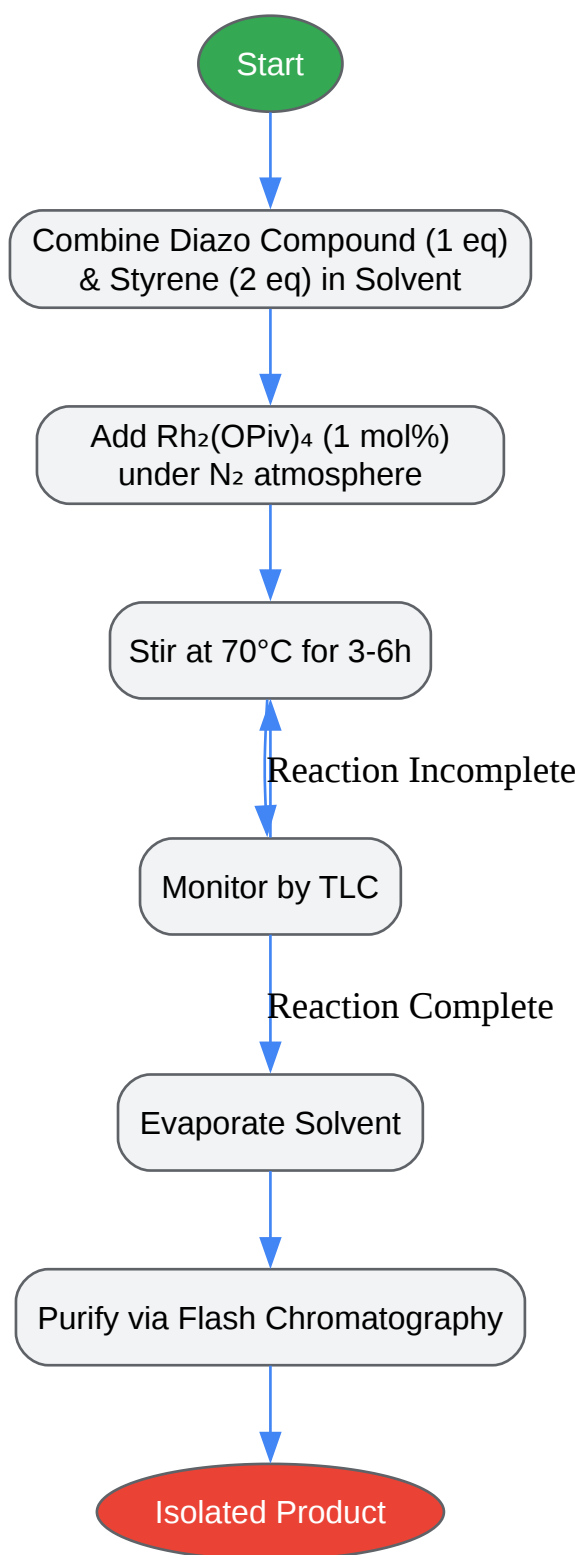 Start
Combine Diazo Compound (1 eq)
& Styrene (2 eq) in Solvent
Add Rh₂(OPiv)₄ (1 mol%)
under N₂ atmosphere
Stir at 70°C for 3-6h
Reaction Incomplete
Monitor by TLC
Reaction Complete
Evaporate Solvent
Purify via Flash Chromatography
Isolated Product